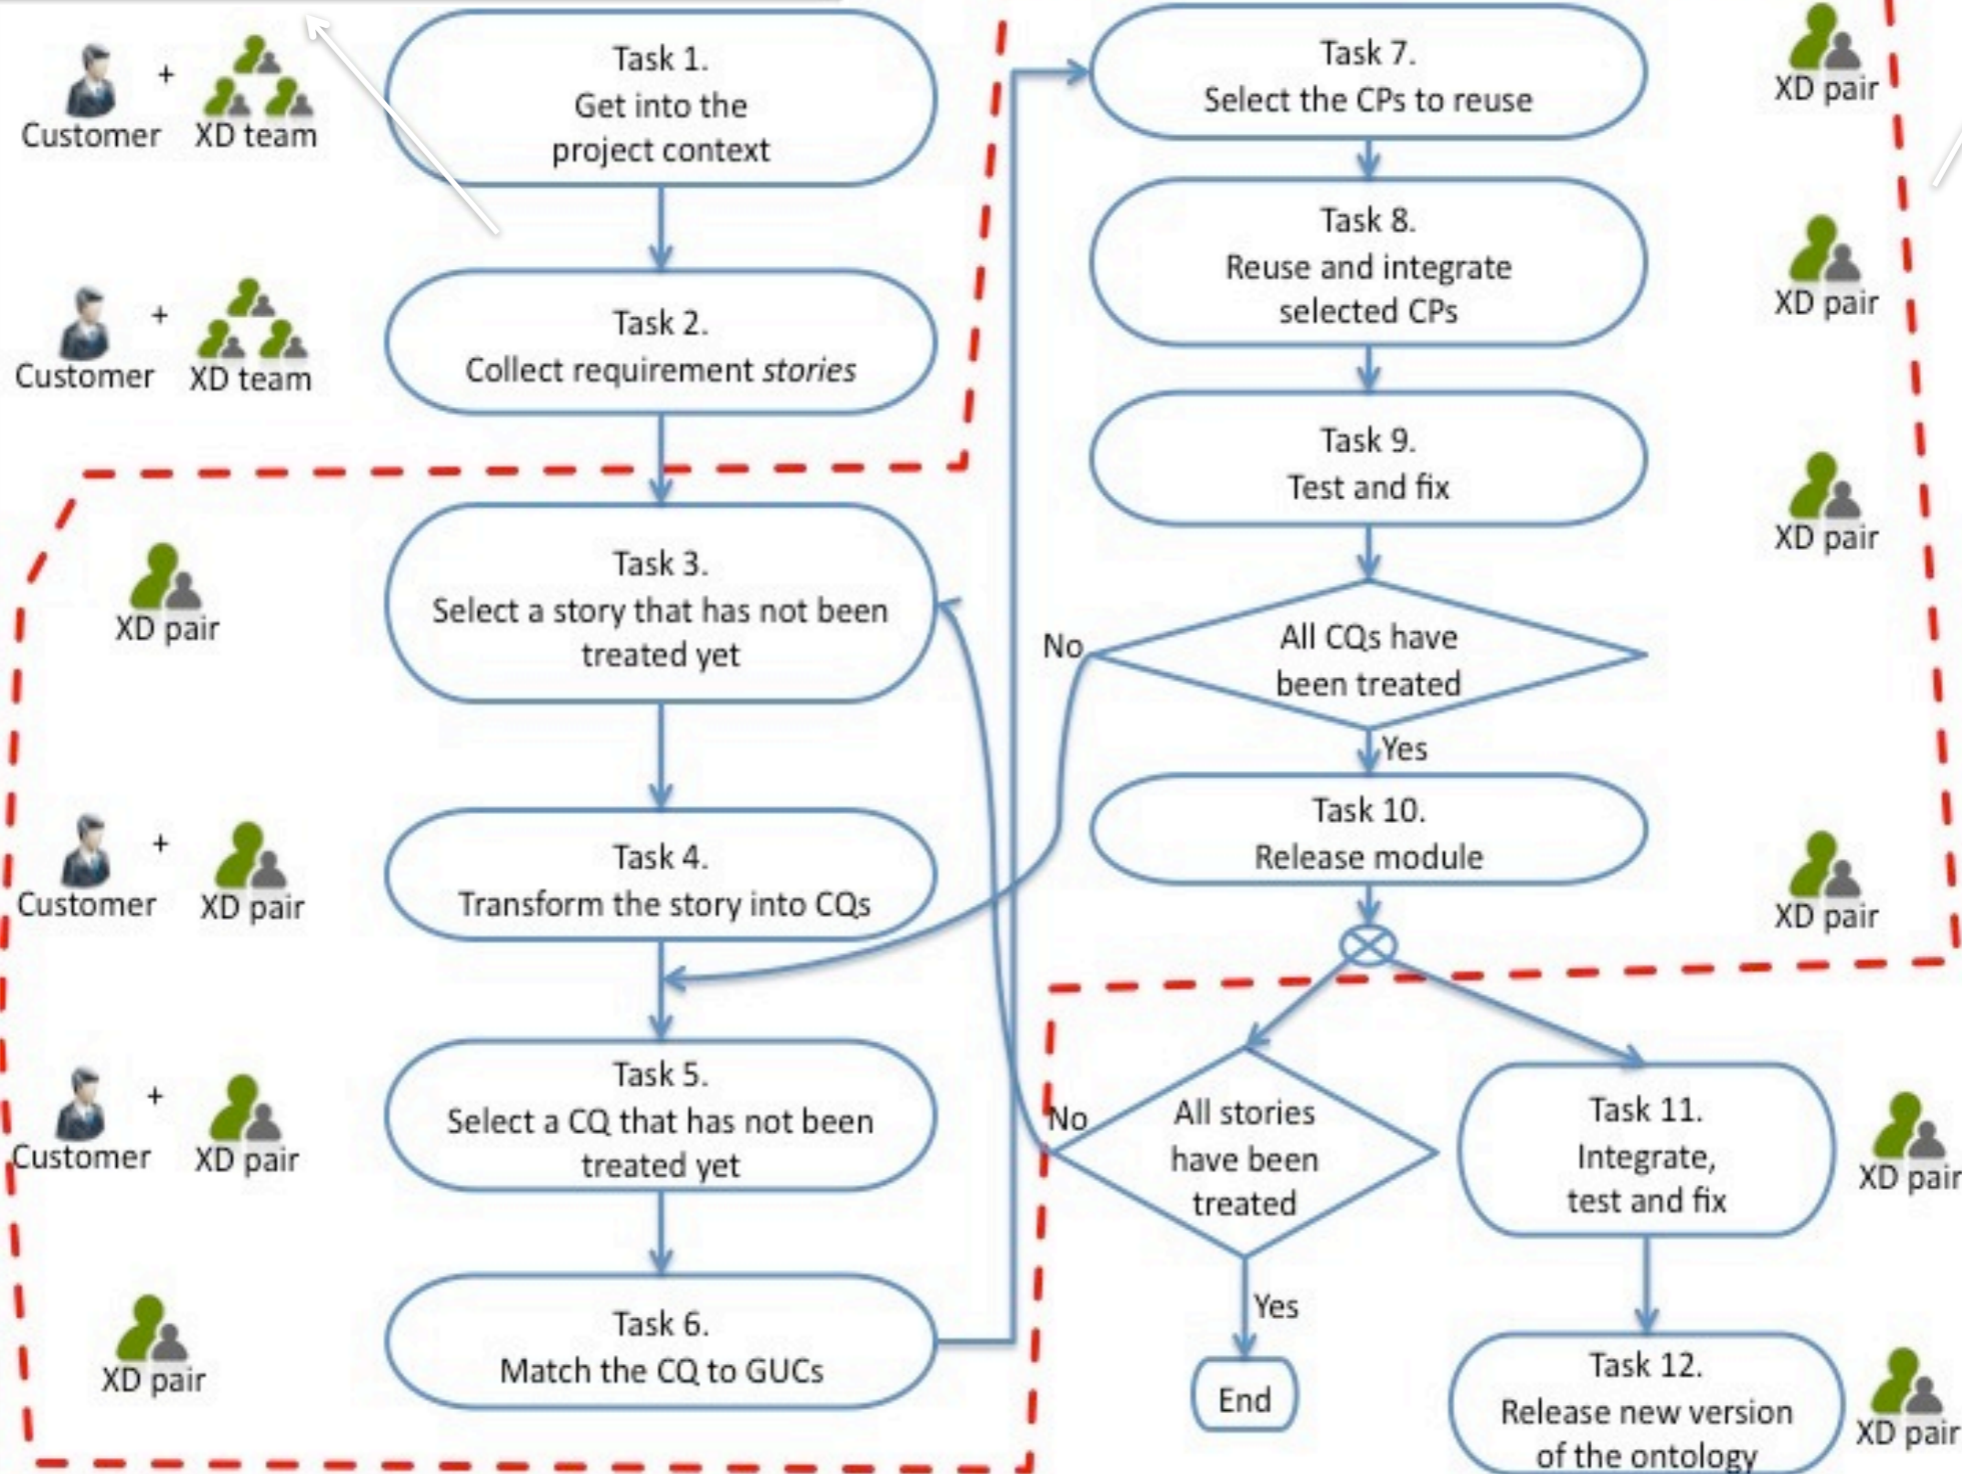 Customer
+
XD team
Task 1.
Get into the
project context
Customer
+
XD team
Task 2.
Collect requirement stories
XD pair
Task 3.
Select a story that has not been
treated yet
Customer
+
XD pair
Task 4.
Transform the story into CQs
Customer
+
XD pair
Task 5.
Select a CQ that has not been
treated yet
XD pair
Task 6.
Match the CQ to GUCs
Task 7.
Select the CPs to reuse
XD pair
Task 8.
Reuse and integrate
selected CPs
XD pair
Task 9.
Test and fix
XD pair
No
All CQs have
been treated
Yes
Task 10.
Release module
XD pair
No
All stories
have been
treated
Yes
End
Task 11.
Integrate,
test and fix
XD pair
Task 12.
Release new version
of the ontology
XD pair